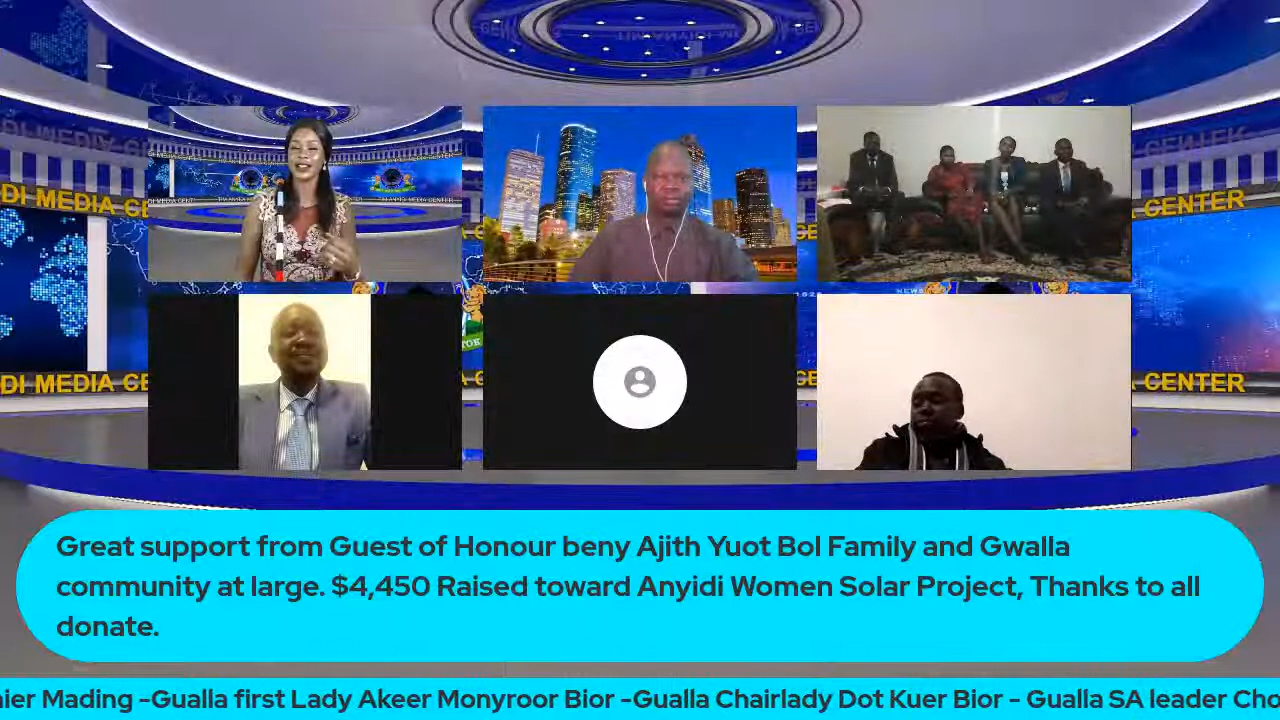 DI MEDIA CE
A CENTER
DI MEDIA CE
A CENTER
Great support from Guest of Honour beny Ajith Yuot Bol Family and Gwalla
community at large. $4,450 Raised toward Anyidi Women Solar Project, Thanks to all
donate.
nier Mading -Gualla first Lady Akeer Monyroor Bior -Gualla Chairlady Dot Kuer Bior - Gualla SA leader Cho